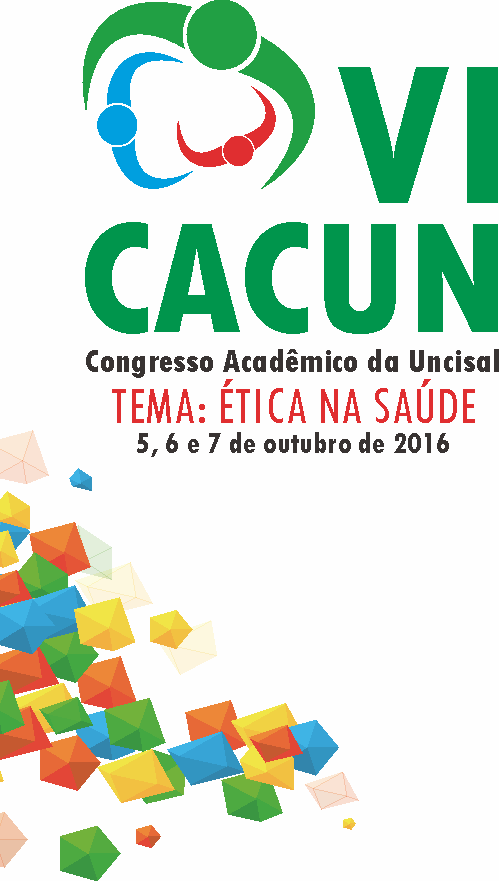 VI
CACUN
Congresso Acadêmico da Uncisal
TEMA: ÉTICA NA SAÚDE
5, 6 e 7 de outubro de 2016